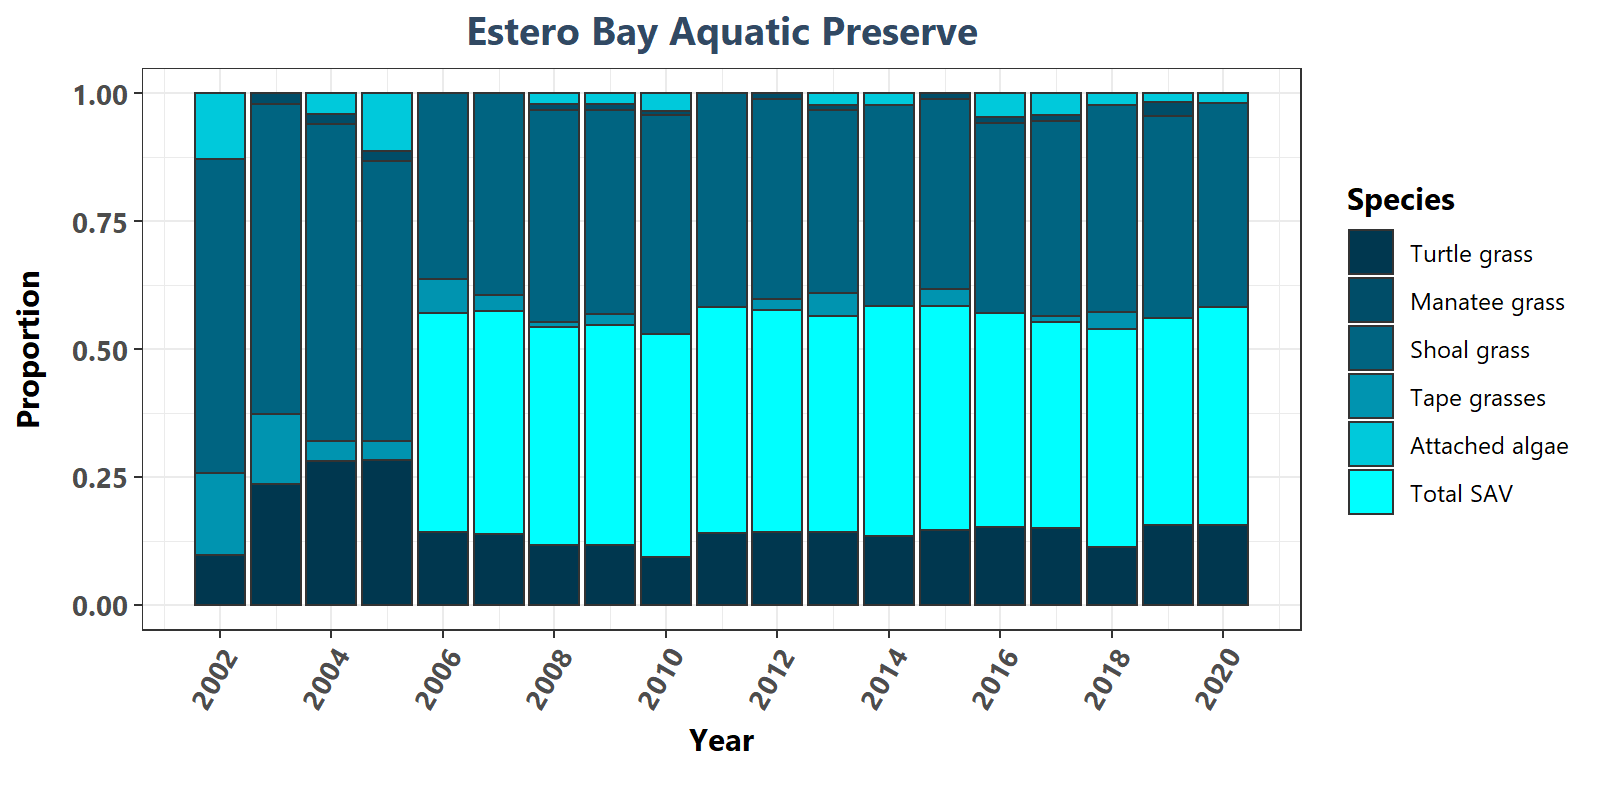 Estero Bay Aquatic Preserve
1.00
0.75
0.50
0.25
0.00
Proportion
2002
2004
2006
2008
2010
2012
2014
2016
2018
2020
Year
Species
Turtle grass
Manatee grass
Shoal grass
Tape grasses
Attached algae
Total SAV